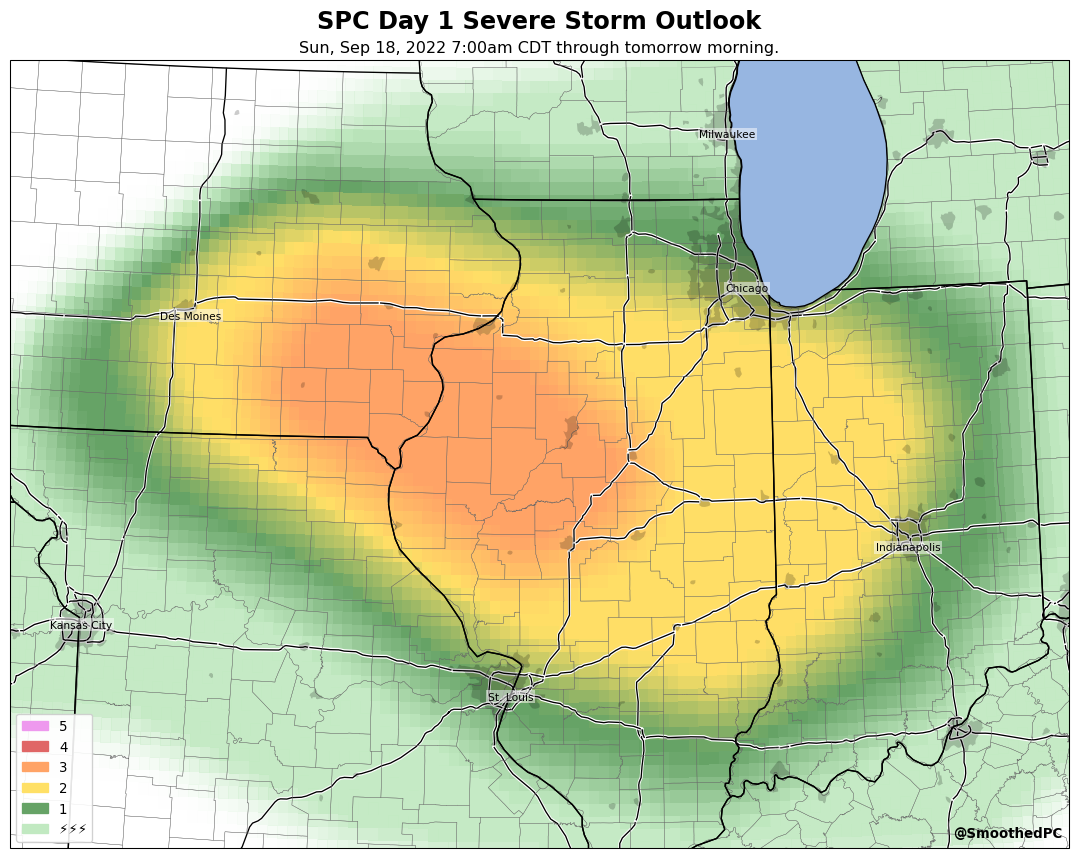 SPC Day 1 Severe Storm Outlook
Sun, Sep 18, 2022 7:00am CDT through tomorrow morning.
Milwaukee
Chicago
Des Moines
Indianapolis
Kansas City
St. Louis
5
4
3
2
1
⚡⚡⚡
@SmoothedPC